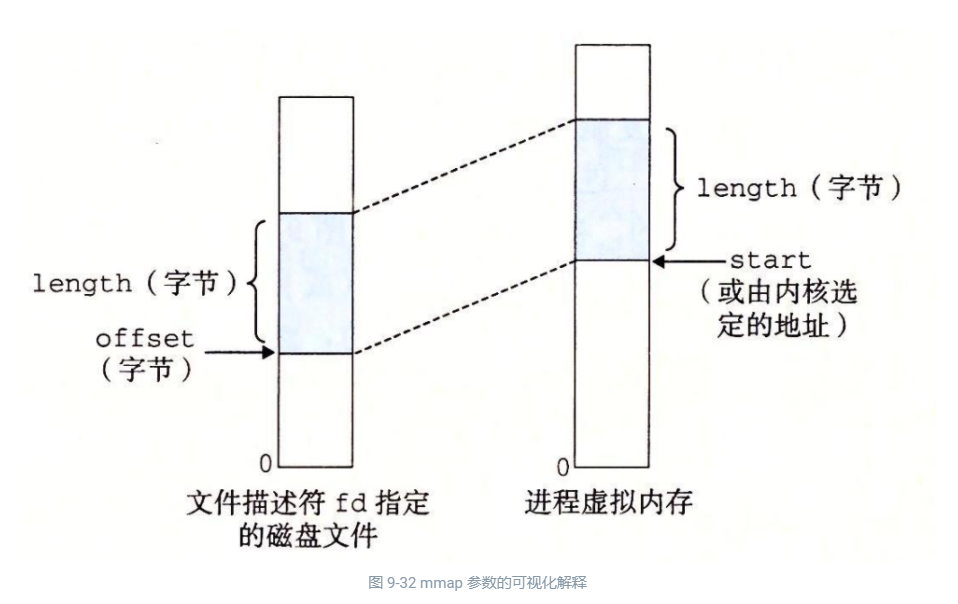 length（字节）
start
（或由内核选
定的地址）
length（字节）
offset
（字节）
0
0
文件描述符 fd 指定
的磁盘文件
进程虚拟内存
图 9-32 mmap 参数的可视化解释